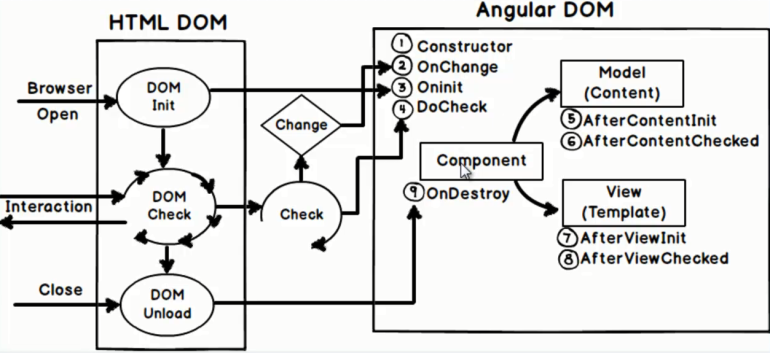 HTML DOM
Angular DOM
Browser
Open
DOM
Init
Interaction
DOM
Check
Close
DOM
Unload
Change
Check
1 Constructor
2 OnChange
3 Oninit
4 DoCheck
Component
9 OnDestroy
Model
(Content)
5 AfterContentInit
6 AfterContentChecked
View
(Template)
7 AfterViewInit
8 AfterViewChecked